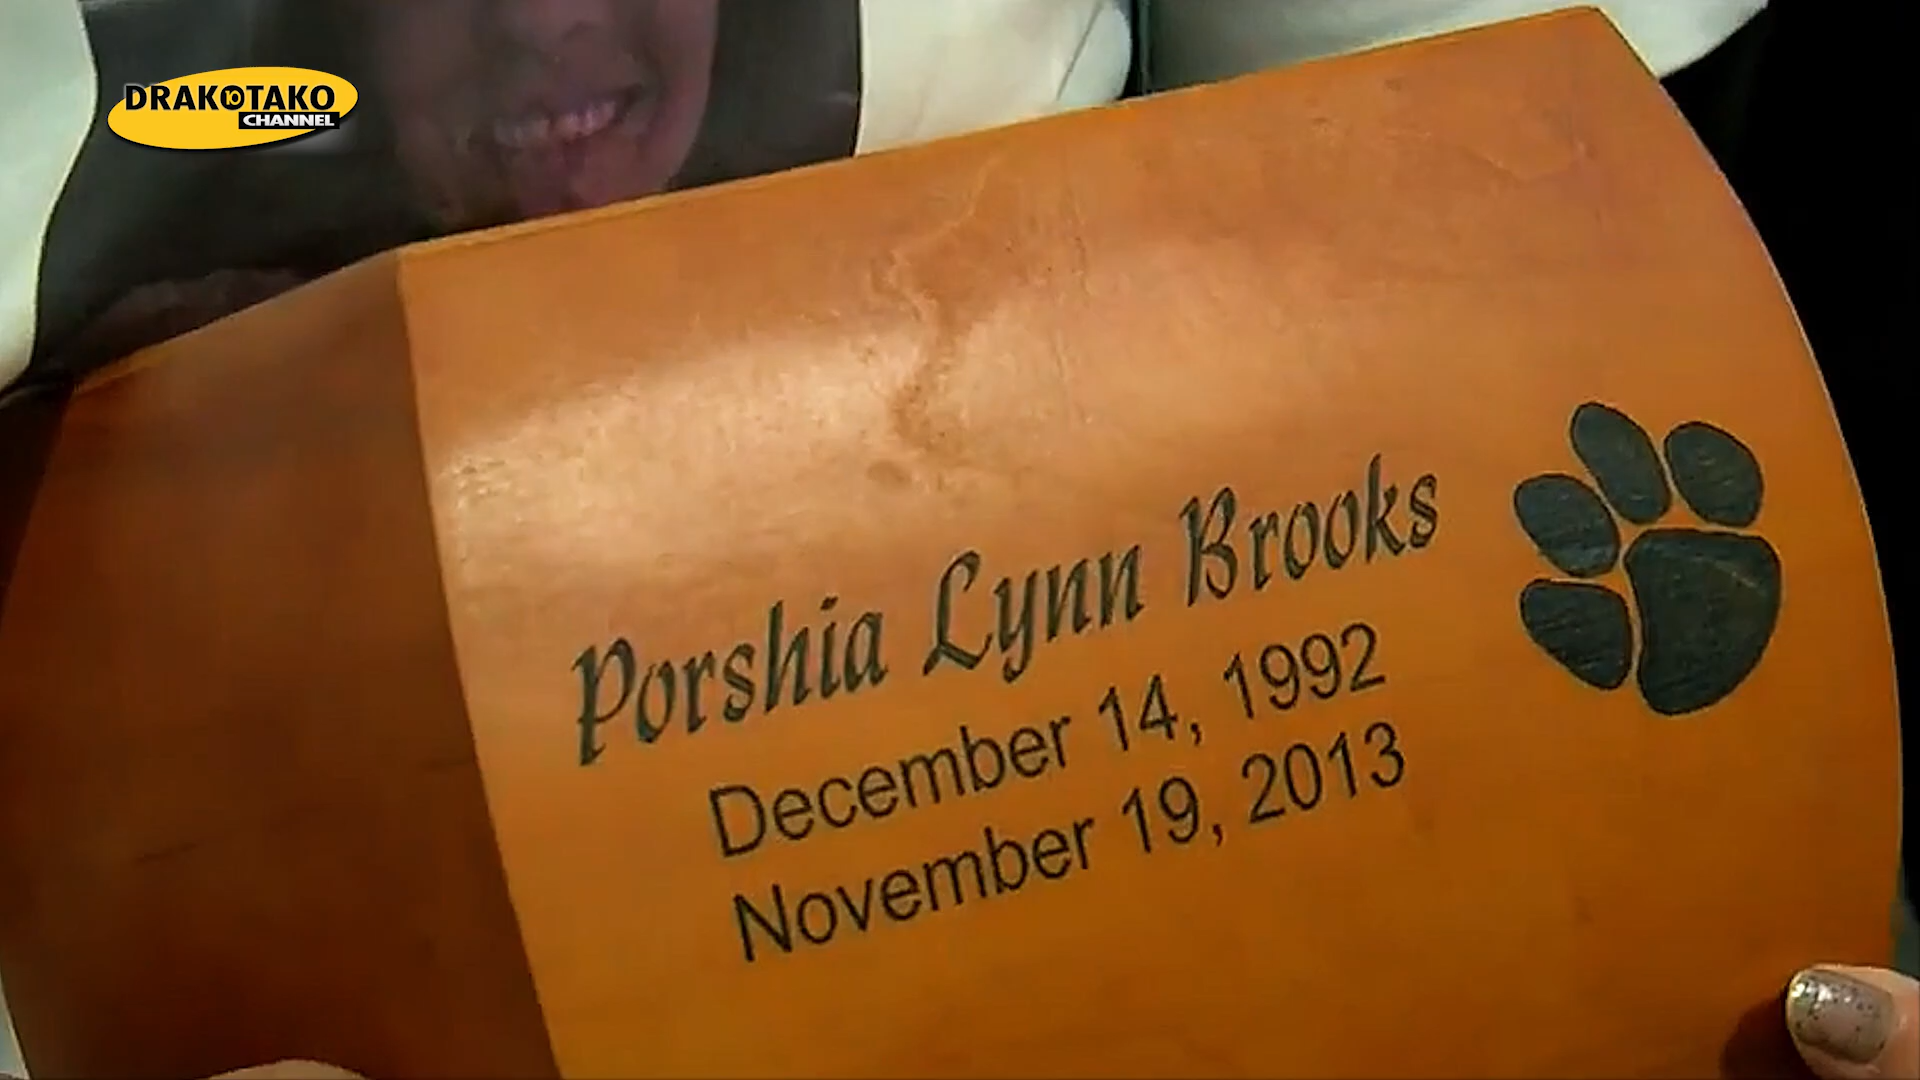 DRAKOTAKO
CHANNEL
Porshia Lynn Brooks
December 14, 1992
November 19, 2013